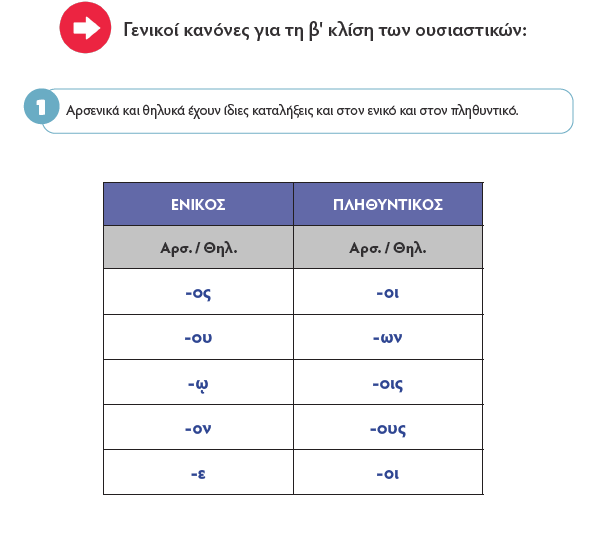 Γενικοί κανόνες για τη β' κλίση των ουσιαστικών:
1 Αρσενικά και θηλυκά έχουν ίδιες καταλήξεις και στον ενικό και στον πληθυντικό.
ΕΝΙΚΟΣ ΠΛΗΘΥΝΤΙΚΟΣ
Αρσ. / Θηλ. Αρσ. / Θηλ.
-ος -οι
-ου -ων
-ῳ -οις
-ον -ους
-ε -οι